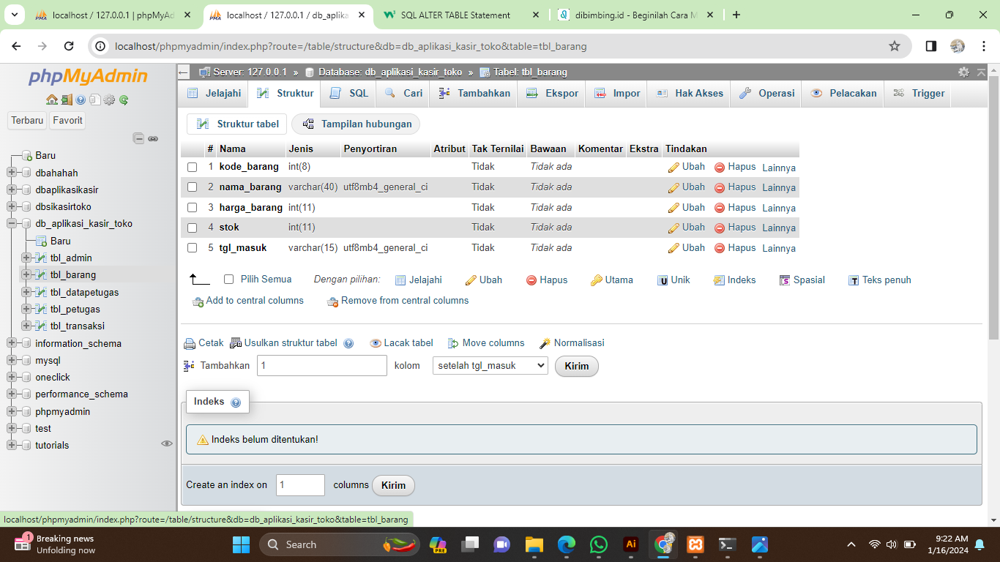 localhost / 127.0.0.1 | phpMyAd
localhost / 127.0.0.1 / db_aplika
SQL ALTER TABLE Statement
dibimbing.id - Beginilah Cara M
localhost/phpmyadmin/index.php?route=/table/structure&db=db_aplikasi_kasir_toko&table=tbl_barang
phpMyAdmin
Terbaru Favorit
Baru
dbahahah
dbaplikasikasir
dbsikasirtoko
db_aplikasi_kasir_toko
Baru
tbl_admin
tbl_barang
tbl_datapetugas
tbl_petugas
tbl_transaksi
information_schema
mysql
oneclick
performance_schema
phpmyadmin
test
tutorials
Server: 127.0.0.1 » Database: db_aplikasi_kasir_toko » Tabel: tbl_barang
Jelajahi Struktur SQL Cari Tambahkan Ekspor Impor Hak Akses Operasi Pelacakan Trigger
Struktur tabel Tampilan hubungan
# Nama Jenis Penyortiran Atribut Tak Ternilai Bawaan Komentar Ekstra Tindakan
1 kode_barang int(8) Tidak Tidak ada Ubah Hapus Lainnya
2 nama_barang varchar(40) utf8mb4_general_ci Tidak Tidak ada Ubah Hapus Lainnya
3 harga_barang int(11) Tidak Tidak ada Ubah Hapus Lainnya
4 stok int(11) Tidak Tidak ada Ubah Hapus Lainnya
5 tgl_masuk varchar(15) utf8mb4_general_ci Tidak Tidak ada Ubah Hapus Lainnya
Pilih Semua Dengan pilihan: Jelajahi Ubah Hapus Utama Unik Indeks Spasial Teks penuh
Add to central columns Remove from central columns
Cetak Usulkan struktur tabel Lacak tabel Move columns Normalisasi
Tambahkan 1 kolom setelah tgl_masuk Kirim
Indeks
Indeks belum ditentukan!
Create an index on 1 columns Kirim
localhost/phpmyadmin/index.php?route=/table/structure&db=db_aplikasi_kasir_toko&table=tbl_barang
1
Breaking news
Unfolding now
Search
PRE
Ai
9:22 AM
1/16/2024